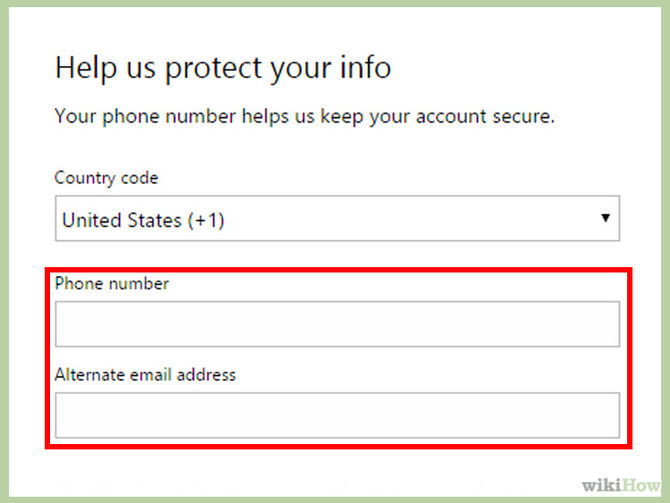 Help us protect your info
Your phone number helps us keep your account secure.
Country code
United States (+1)
Phone number
Alternate email address
wikiHow